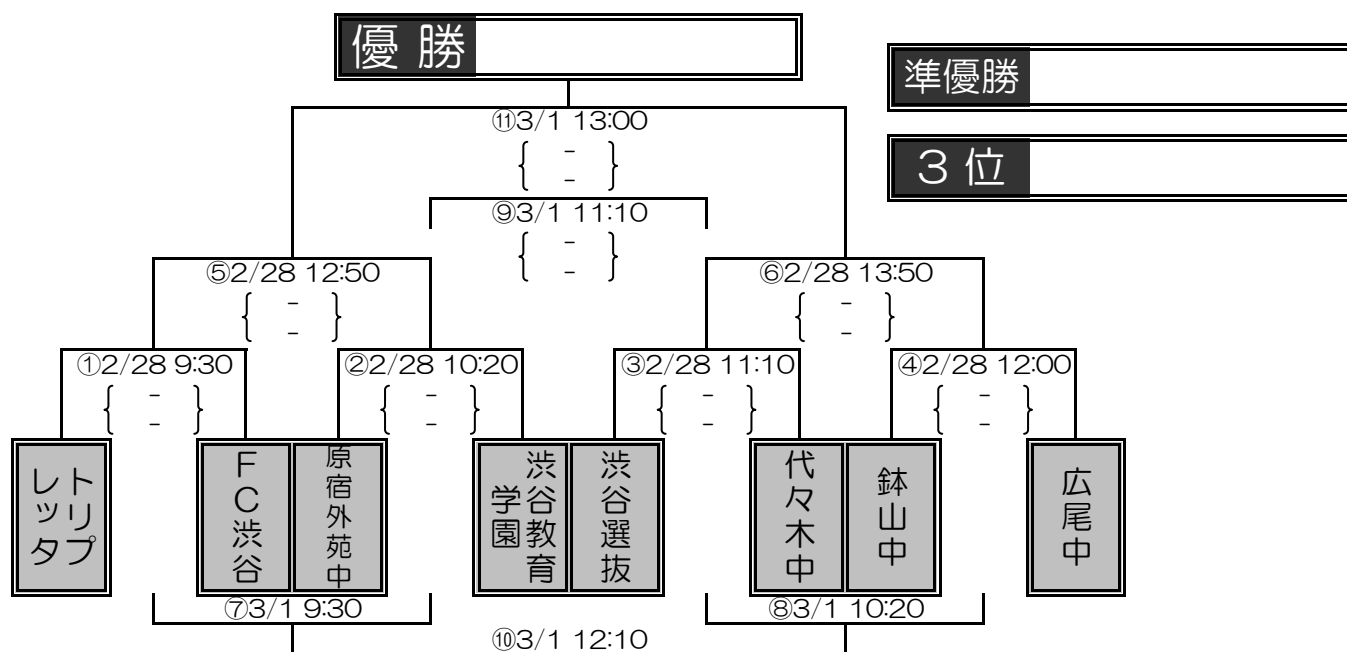 優 勝
準優勝
⑪3/1 13:00
{ - }
{ - }
3 位
⑨3/1 11:10
{ - }
{ - }
⑤2/28 12:50
⑥2/28 13:50
{ - } { - }
{ - } { - }
①2/28 9:30
②2/28 10:20
③2/28 11:10
④2/28 12:00
{ - } { - } { - } { - }
{ - } { - } { - } { - }
トリプ
レッタ
FC渋谷
原宿外苑中
渋谷教育
学園
渋谷選抜
代々木中
鉢山中
広尾中
⑦3/1 9:30
⑧3/1 10:20
⑩3/1 12:10